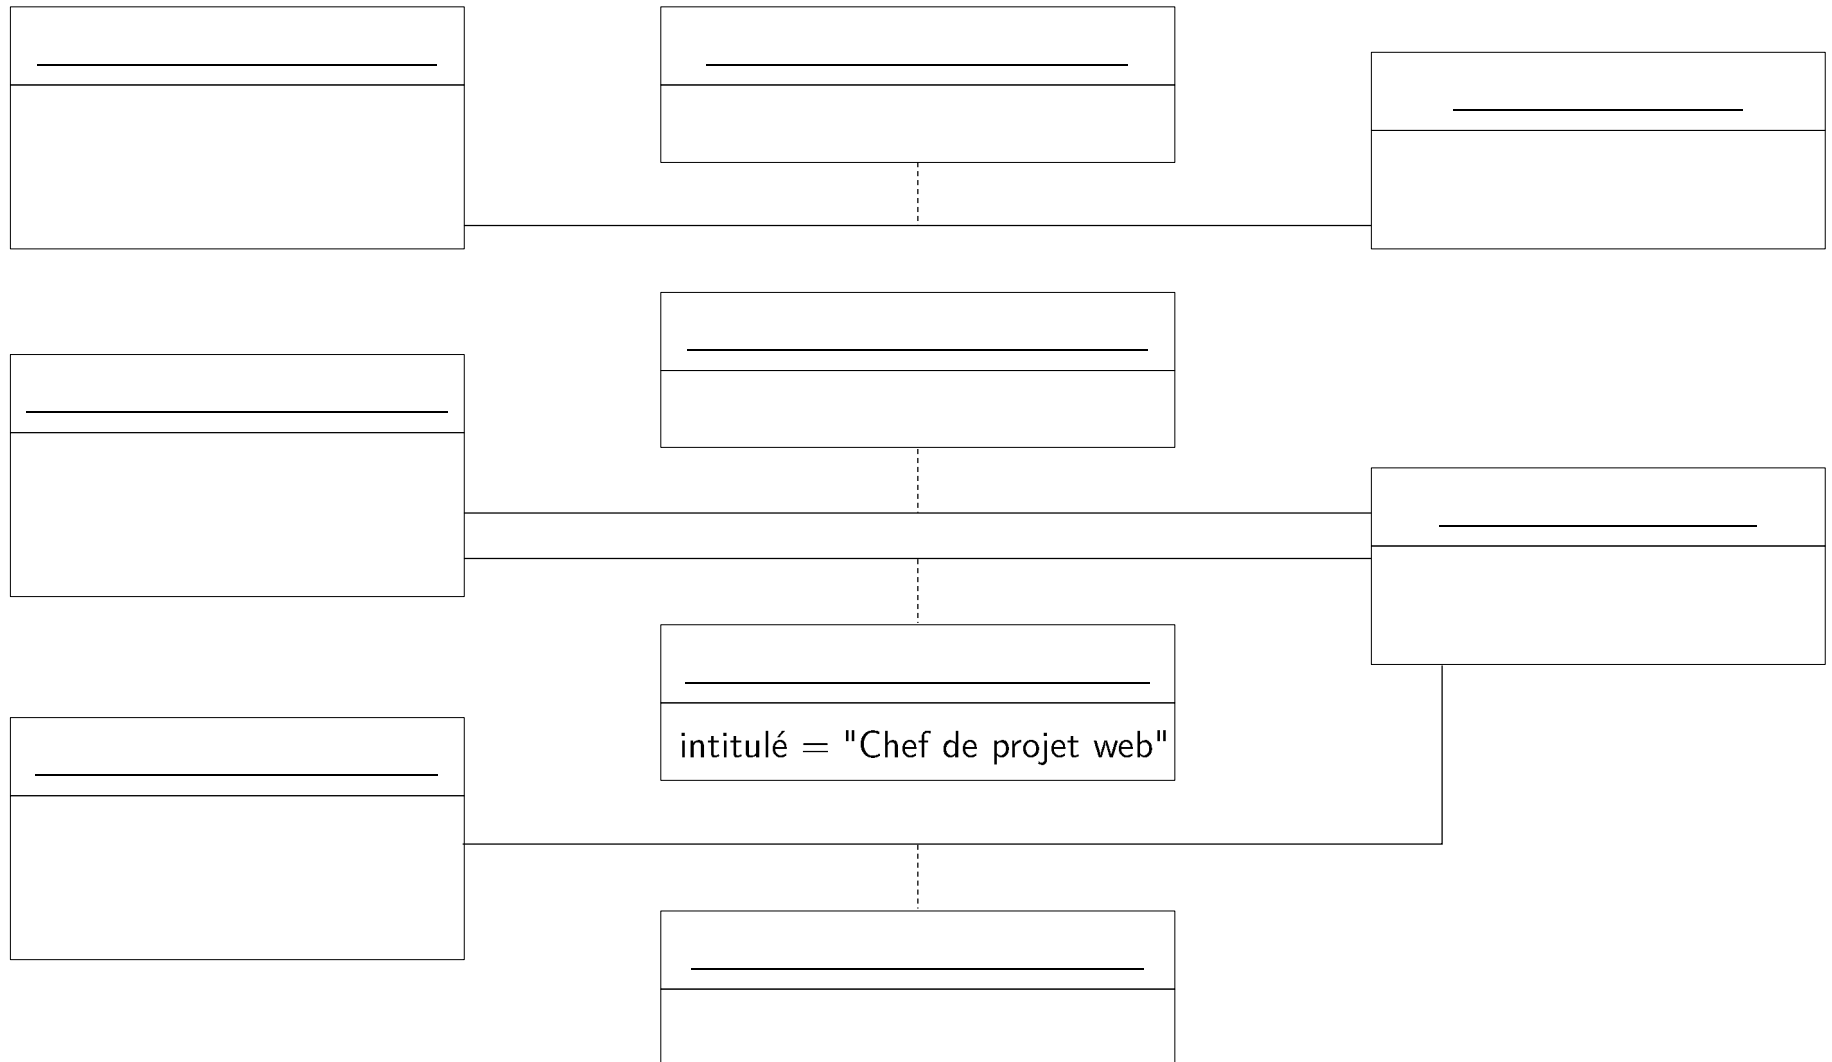 intitulé = "Chef de projet web"